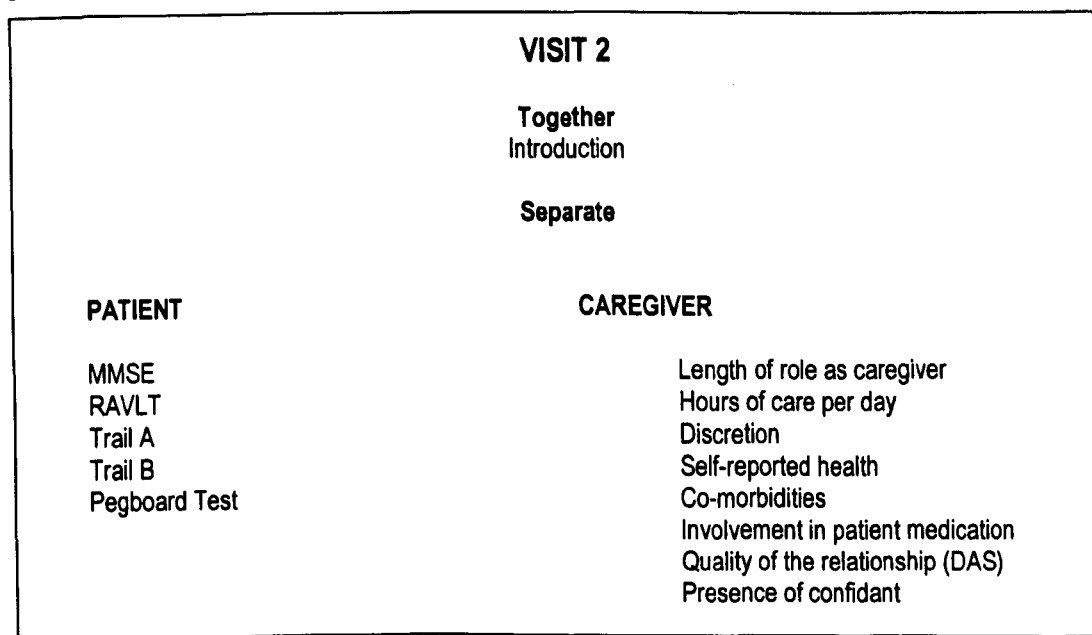 VISIT 2
Together
Introduction
Separate
PATIENT
MMSE
RAVLT
Trail A
Trail B
Pegboard Test
CAREGIVER
Length of role as caregiver
Hours of care per day
Discretion
Self-reported health
Co-morbidities
Involvement in patient medication
Quality of the relationship (DAS)
Presence of confidant